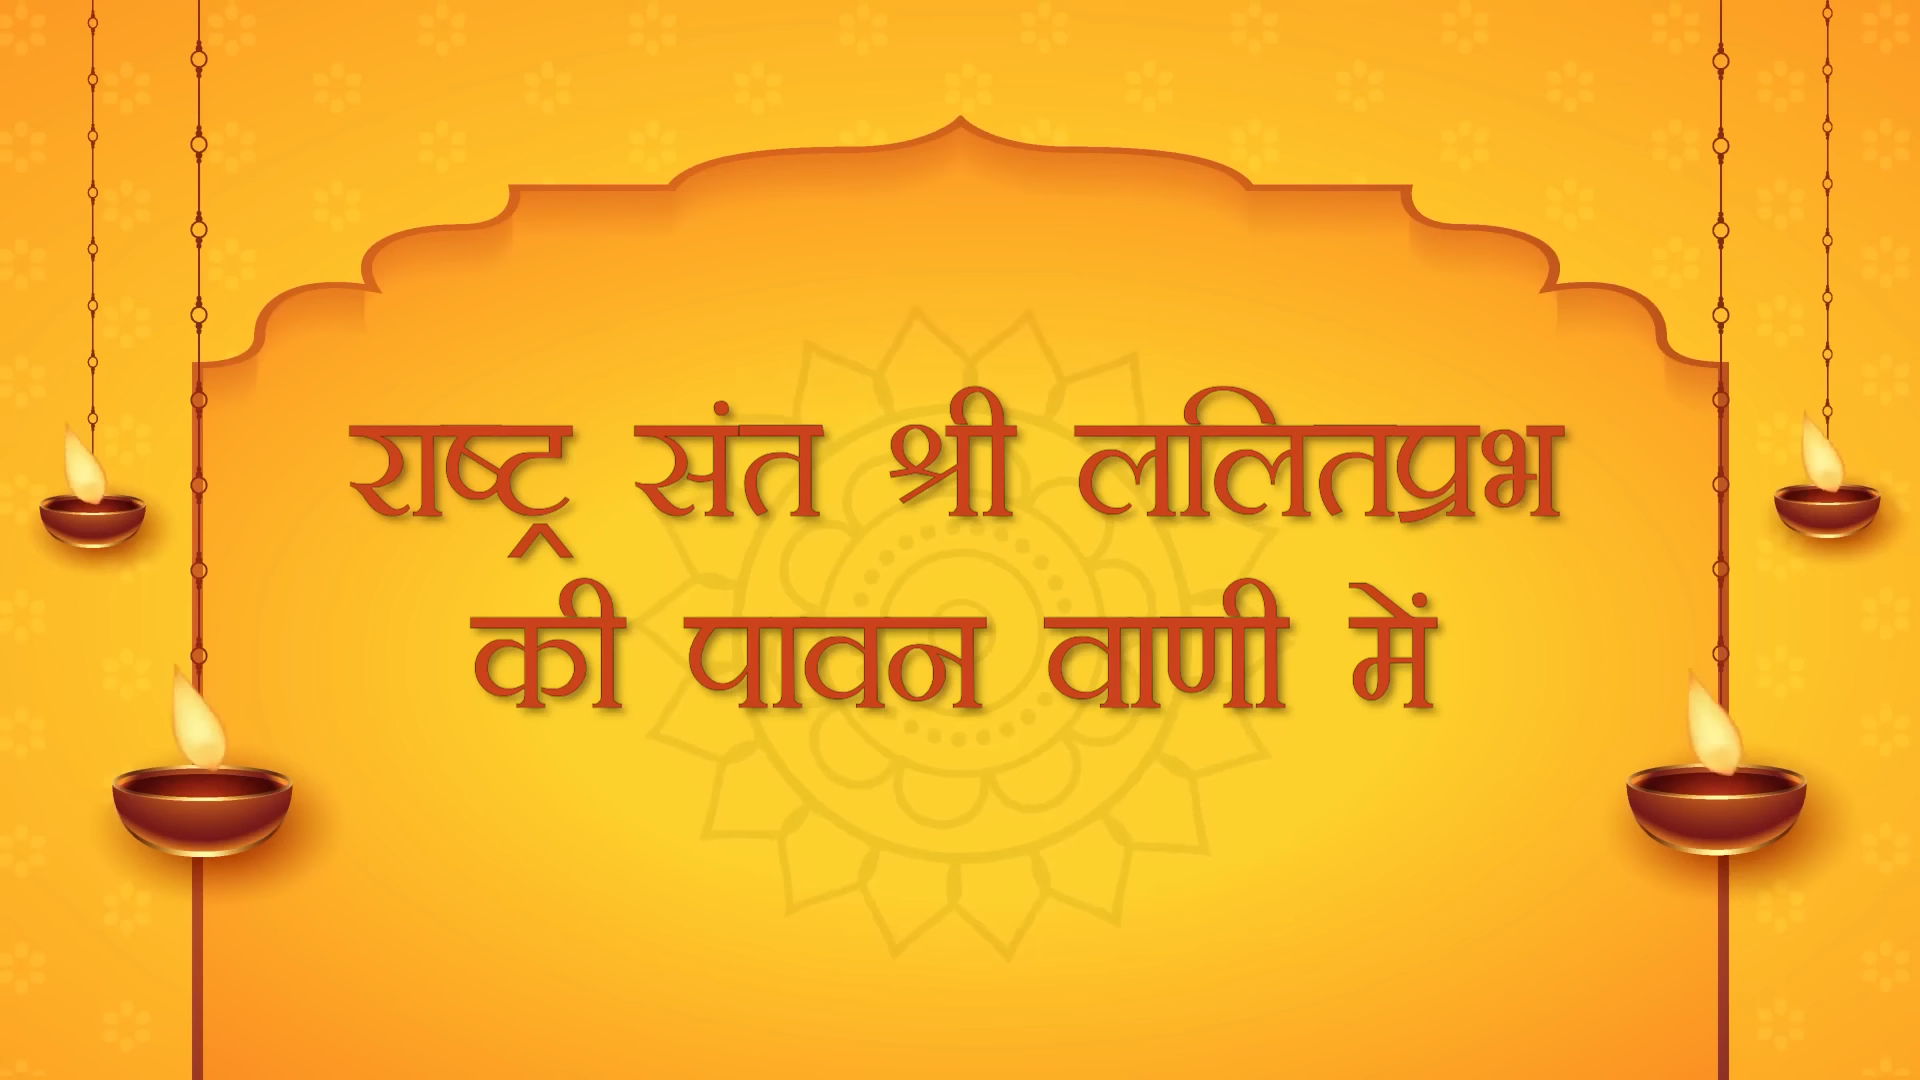 राष्ट्र संत श्री ललितप्रभ
की पावन वाणी में